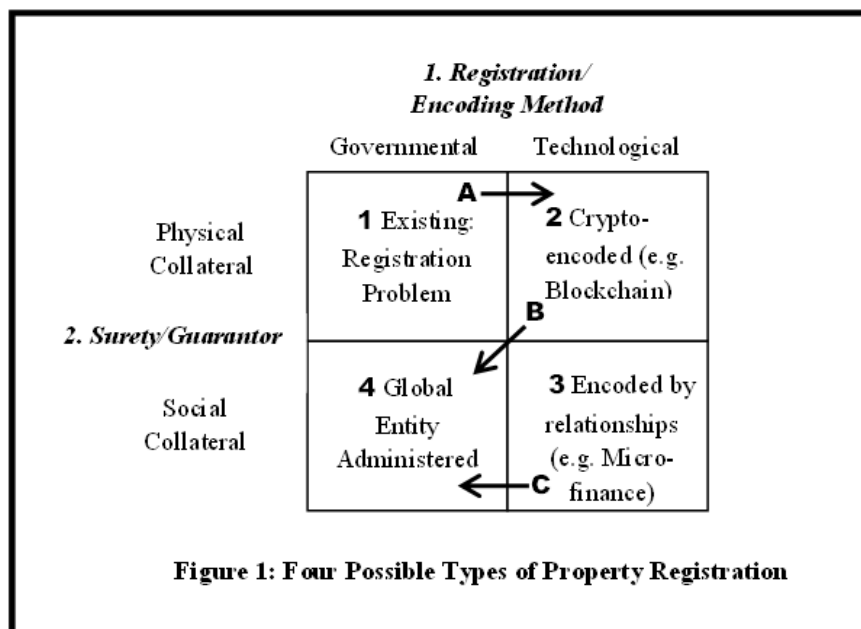 1. Registration/
Encoding Method
Governmental Technological
A
Physical
Collateral
1 Existing:
Registration
Problem
2 Crypto-
encoded (e.g.
Blockchain)
B
2. Surety/Guarantor
Social
Collateral
4 Global
Entity
Administered
3 Encoded by
relationships
(e.g. Micro-
finance)
C
Figure 1: Four Possible Types of Property Registration